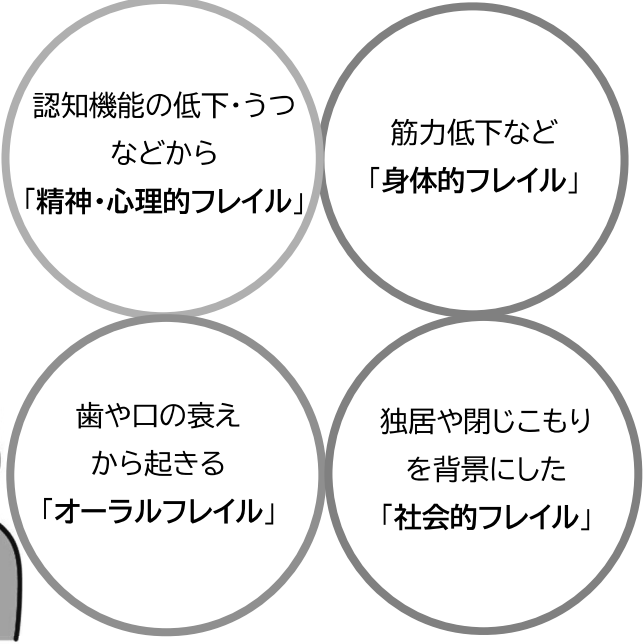 認知機能の低下・うつ
などから
「精神・心理的フレイル」
筋力低下など
「身体的フレイル」
歯や口の衰え
から起きる
「オーラルフレイル」
独居や閉じこもり
を背景にした
「社会的フレイル」